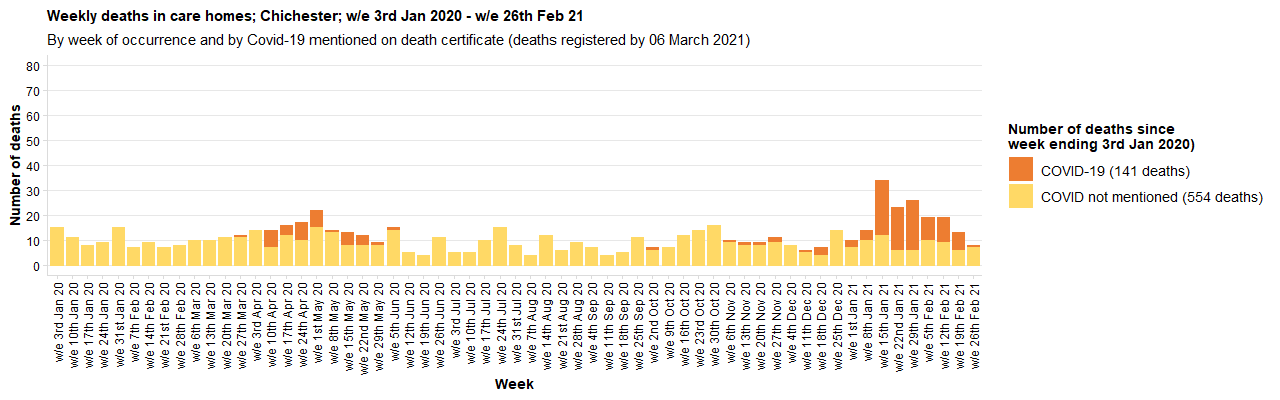 Weekly deaths in care homes; Chichester; w/e 3rd Jan 2020 - w/e 26th Feb 21
By week of occurrence and by Covid-19 mentioned on death certificate (deaths registered by 06 March 2021)
Number of deaths
80
70
60
50
40
30
20
10
0
w/e 3rd Jan 20
w/e 10th Jan 20
w/e 17th Jan 20
w/e 24th Jan 20
w/e 31st Jan 20
w/e 7th Feb 20
w/e 14th Feb 20
w/e 21st Feb 20
w/e 28th Feb 20
w/e 6th Mar 20
w/e 13th Mar 20
w/e 20th Mar 20
w/e 27th Mar 20
w/e 3rd Apr 20
w/e 10th Apr 20
w/e 17th Apr 20
w/e 24th Apr 20
w/e 1st May 20
w/e 8th May 20
w/e 15th May 20
w/e 22nd May 20
w/e 29th May 20
w/e 5th Jun 20
w/e 12th Jun 20
w/e 19th Jun 20
w/e 26th Jun 20
w/e 3rd Jul 20
w/e 10th Jul 20
w/e 17th Jul 20
w/e 24th Jul 20
w/e 31st Jul 20
w/e 7th Aug 20
w/e 14th Aug 20
w/e 21st Aug 20
w/e 28th Aug 20
w/e 4th Sep 20
w/e 11th Sep 20
w/e 18th Sep 20
w/e 25th Sep 20
w/e 2nd Oct 20
w/e 9th Oct 20
w/e 16th Oct 20
w/e 23rd Oct 20
w/e 30th Oct 20
w/e 6th Nov 20
w/e 13th Nov 20
w/e 20th Nov 20
w/e 27th Nov 20
w/e 4th Dec 20
w/e 11th Dec 20
w/e 18th Dec 20
w/e 25th Dec 20
w/e 1st Jan 21
w/e 8th Jan 21
w/e 15th Jan 21
w/e 22nd Jan 21
w/e 29th Jan 21
w/e 5th Feb 21
w/e 12th Feb 21
w/e 19th Feb 21
w/e 26th Feb 21
Week
Number of deaths since
week ending 3rd Jan 2020)
COVID-19 (141 deaths)
COVID not mentioned (554 deaths)